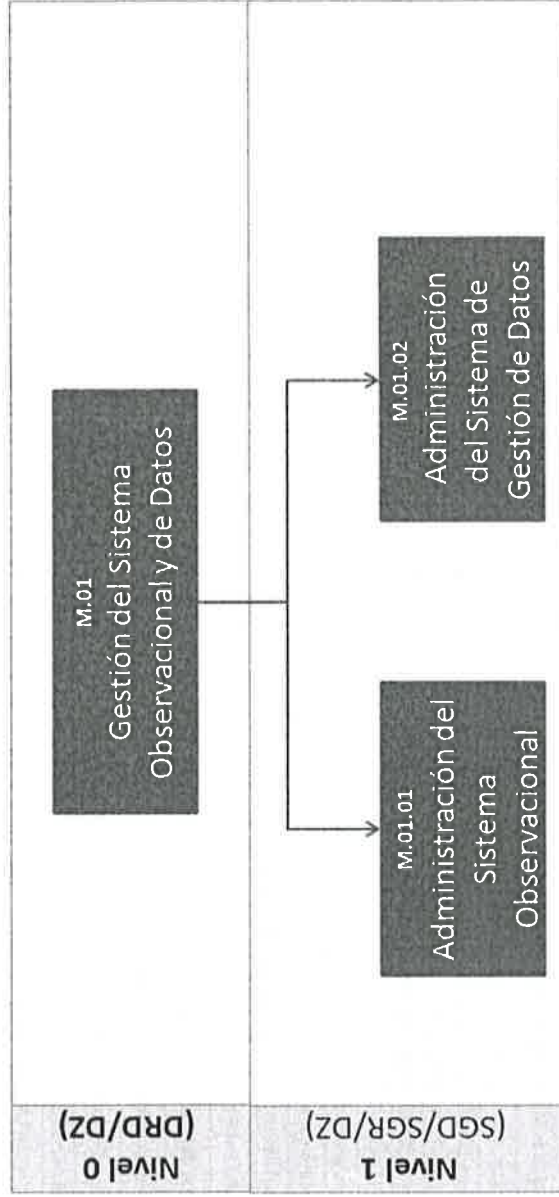 Nivel 0
(DRD/DZ)
M.01
Gestión del Sistema
Observacional y de Datos
Nivel 1
(SGD/SGR/DZ)
M.01.01
Administración del
Sistema
Observacional
M.01.02
Administración
del Sistema de
Gestión de Datos